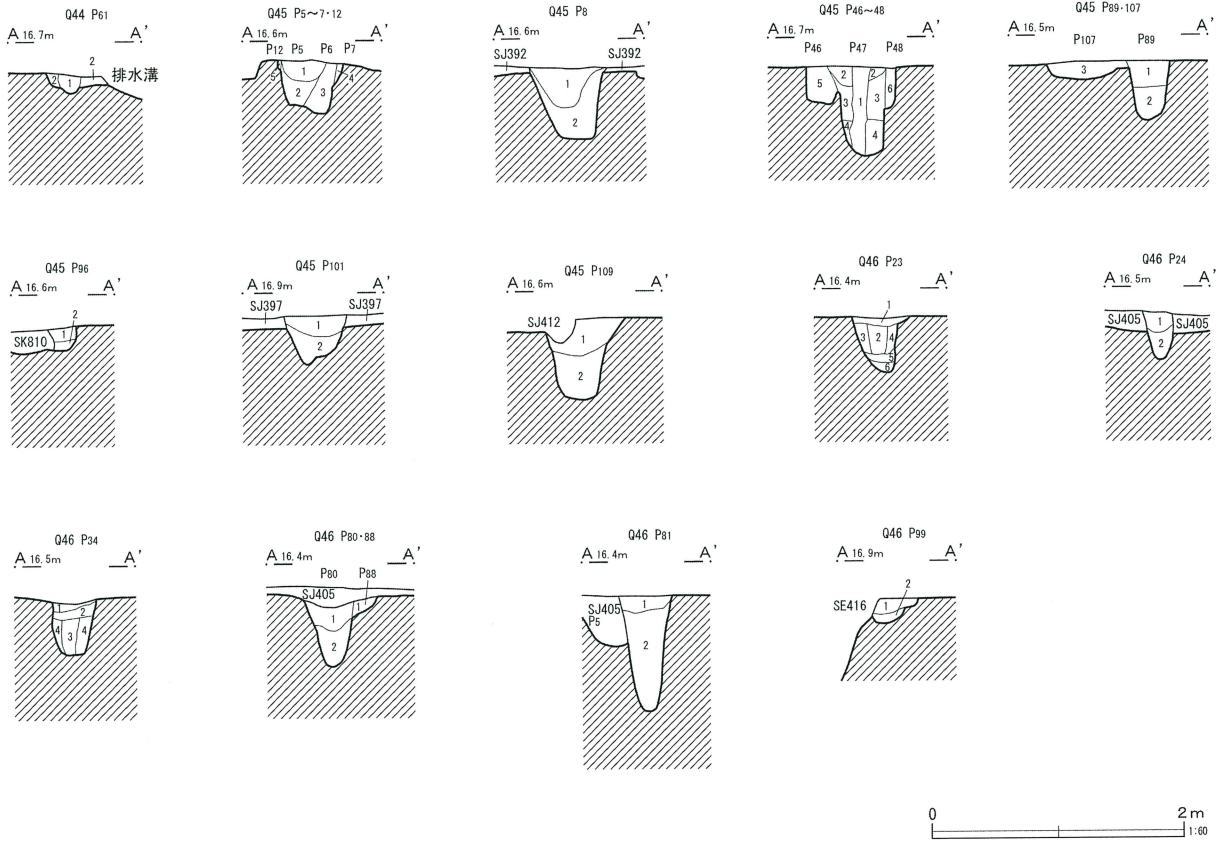 Q44 P61
A 16.7m A'
2
排水溝
2 1
Q45 P5~7・12
A 16.6m A'
P12 P5 P6 P7
1
5 2 3 4
Q45 P8
A 16.6m A'
SJ392 SJ392
1
2
Q45 P46~48
A 16.7m A'
P46 P47 P48
2 2
5 3 1 3 6
4 4
Q45 P89・107
A 16.5m A'
P107 P89
3 1
2
Q45 P96
A 16.6m A'
2
SK810 1
Q45 P101
A 16.9m A'
SJ397 SJ397
1
2
Q45 P109
A 16.6m A'
SJ412
1
2
Q46 P23
A 16.4m A'
1
3 2 4
5
6
Q46 P24
A 16.5m A'
SJ405 1 SJ405
2
Q46 P34
A 16.5m A'
1 2
4 3 4
Q46 P80・88
A 16.4m A'
P80 P88
SJ405
1 1
2
Q46 P81
A 16.4m A'
SJ405 1
P5
2
Q46 P99
A 16.9m A'
2
SE416 1
0 2m
1:60